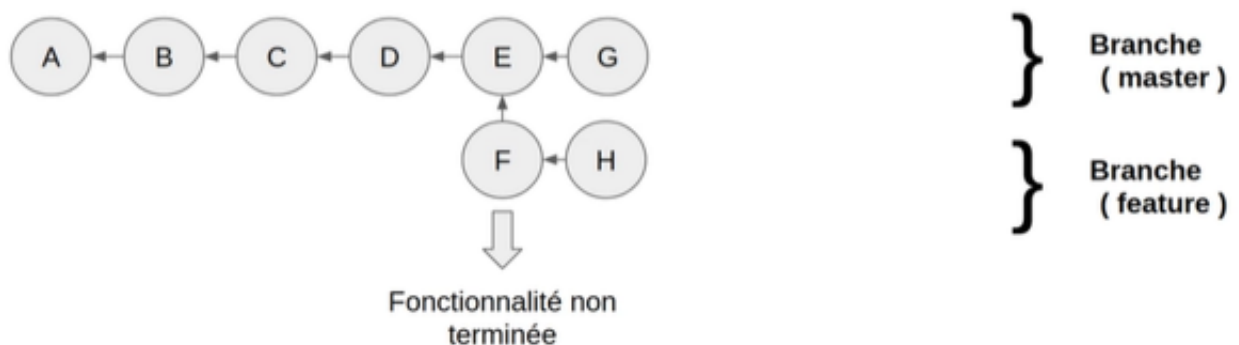 A B C D E G
Branche
( master )
F H
Branche
( feature )
Fonctionnalité non
terminée